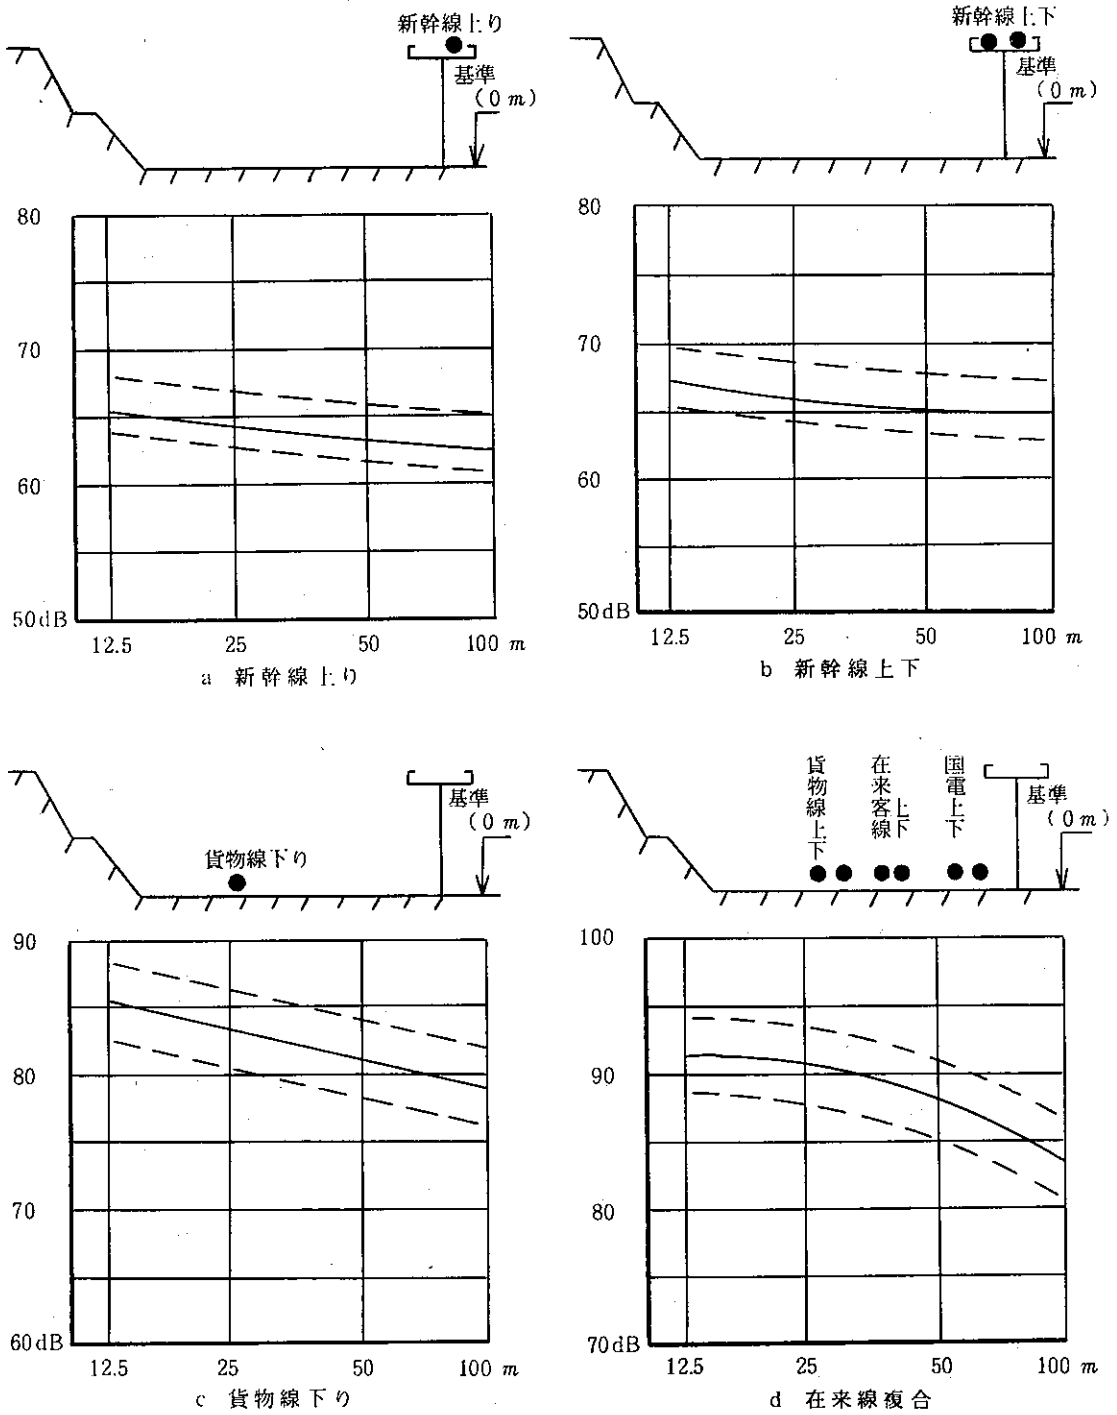 新幹線上り
基準
(0 m)
80
70
60
50dB
12.5 25 50 100 m
a 新幹線上り
新幹線上下
基準
(0 m)
80
70
60
50dB
12.5 25 50 100 m
b 新幹線上下
貨物線下り
基準
(0 m)
90
80
70
60dB
12.5 25 50 100 m
c 貨物線下り
貨物線上下
在来客線上下
国電上下
基準
(0 m)
100
90
80
70dB
12.5 25 50 100 m
d 在来線複合